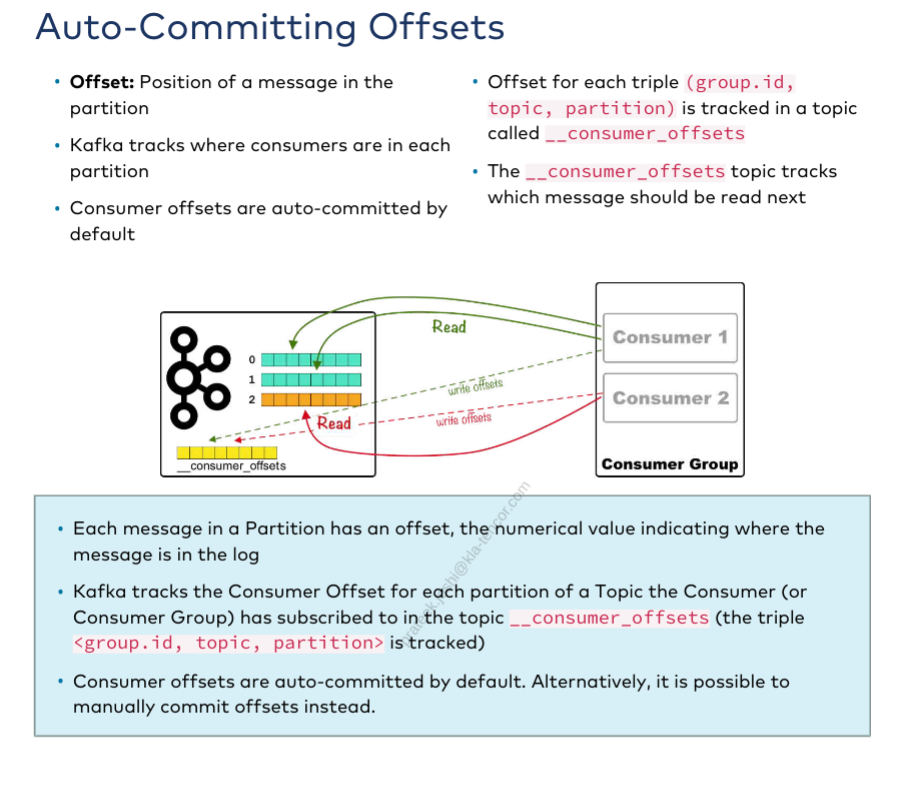 Auto-Committing Offsets
• Offset: Position of a message in the
partition
• Kafka tracks where consumers are in each
partition
• Consumer offsets are auto-committed by
default
• Offset for each triple (group.id,
topic, partition) is tracked in a topic
called __consumer_offsets
• The __consumer_offsets topic tracks
which message should be read next
Read
Consumer 1
0
1
2
write offsets
Consumer 2
Read
write offsets
__consumer_offsets
Consumer Group
• Each message in a Partition has an offset, the numerical value indicating where the
message is in the log
• Kafka tracks the Consumer Offset for each partition of a Topic the Consumer (or
Consumer Group) has subscribed to in the topic __consumer_offsets (the triple
<group.id, topic, partition> is tracked)
• Consumer offsets are auto-committed by default. Alternatively, it is possible to
manually commit offsets instead.